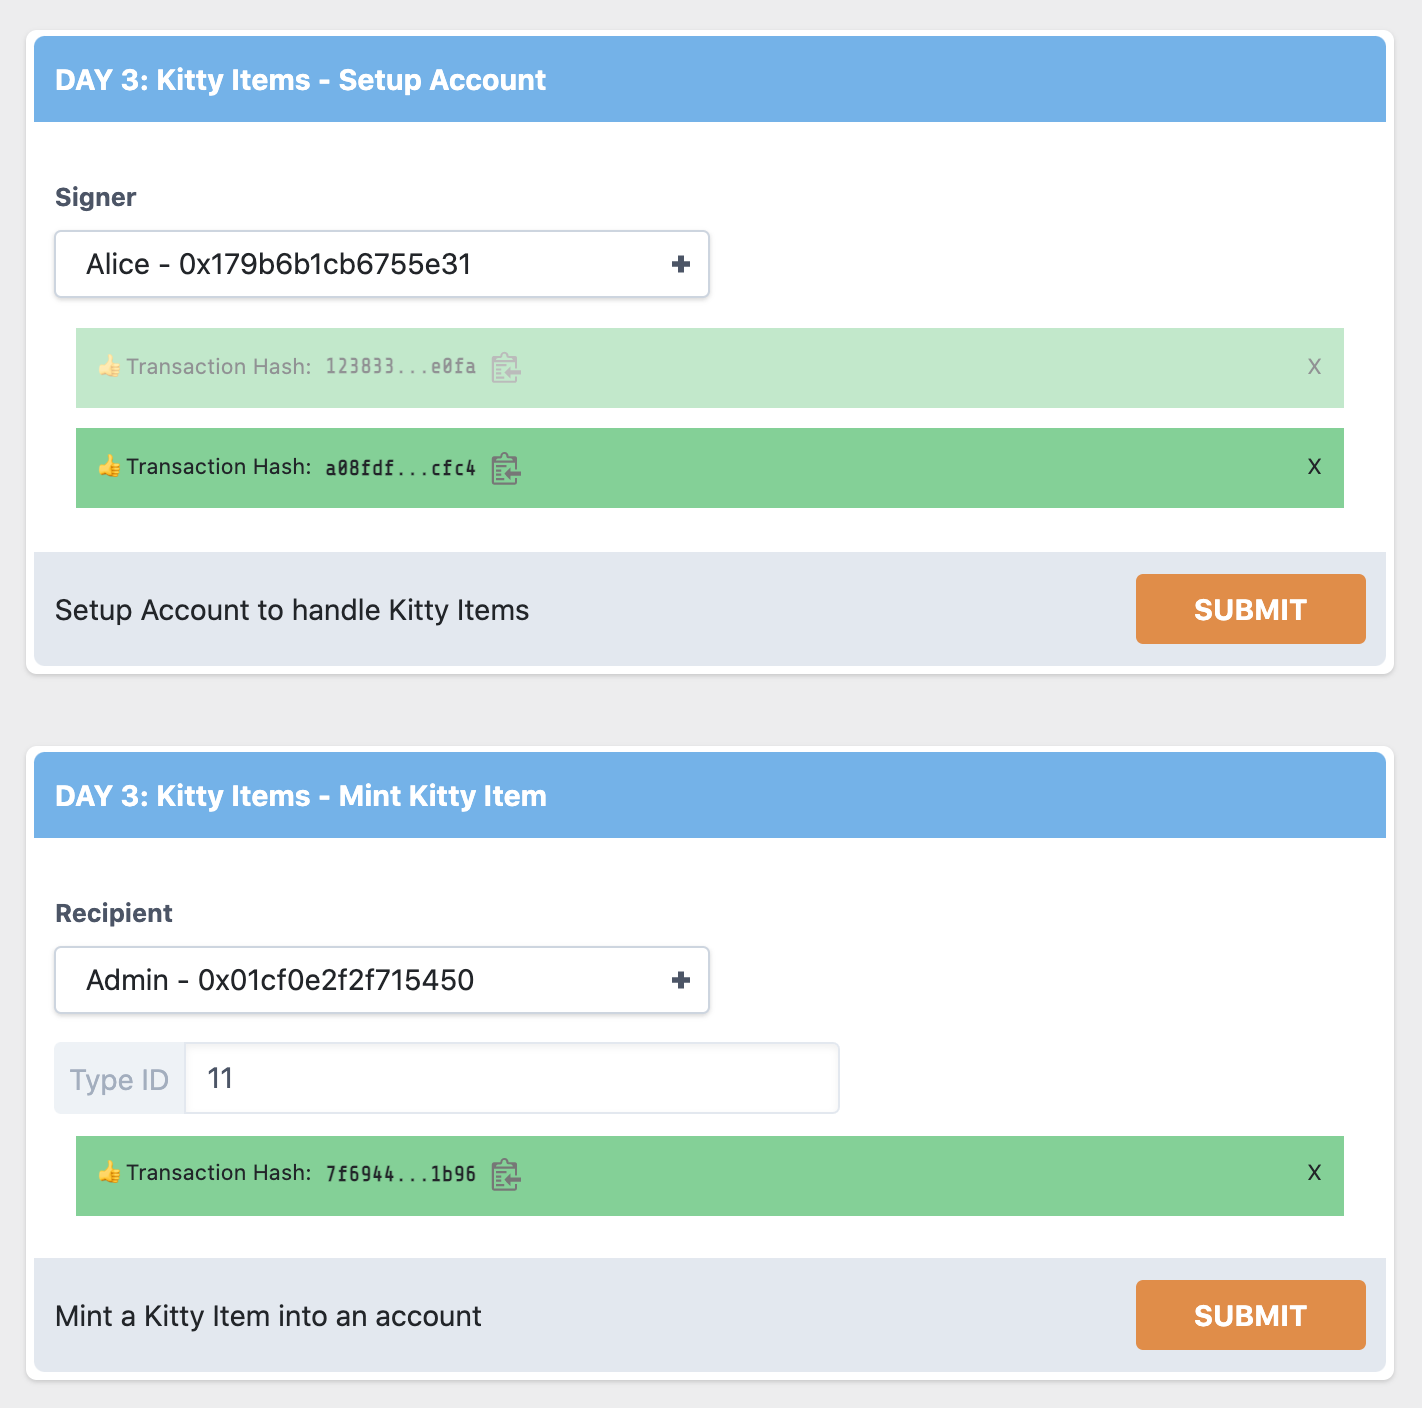 DAY 3: Kitty Items - Setup Account
Signer
Alice - 0x179b6b1cb6755e31
Transaction Hash: 123833...e0fa X
Transaction Hash: a08fdf...cfc4 X
Setup Account to handle Kitty Items SUBMIT
DAY 3: Kitty Items - Mint Kitty Item
Recipient
Admin - 0x01cf0e2f2f715450
Type ID 11
Transaction Hash: 7f6944...1b96 X
Mint a Kitty Item into an account SUBMIT